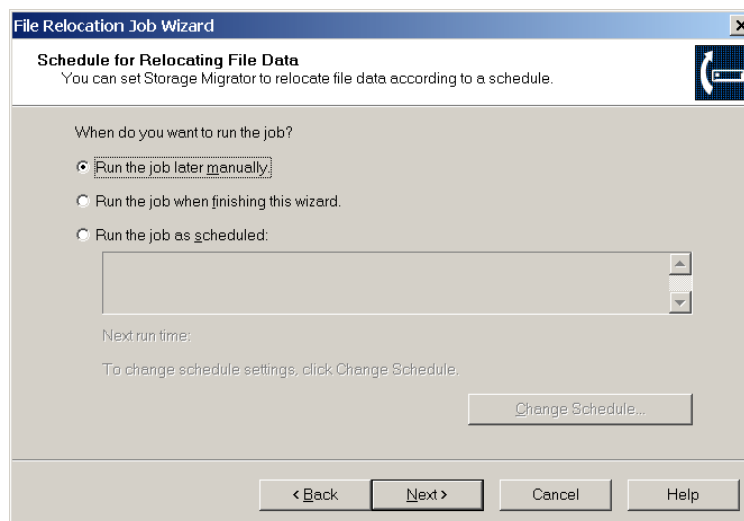 File Relocation Job Wizard
Schedule for Relocating File Data
You can set Storage Migrator to relocate file data according to a schedule.
When do you want to run the job?
Run the job later manually.
Run the job when finishing this wizard.
Run the job as scheduled:
Next run time:
To change schedule settings, click Change Schedule.
Change Schedule...
< Back Next > Cancel Help